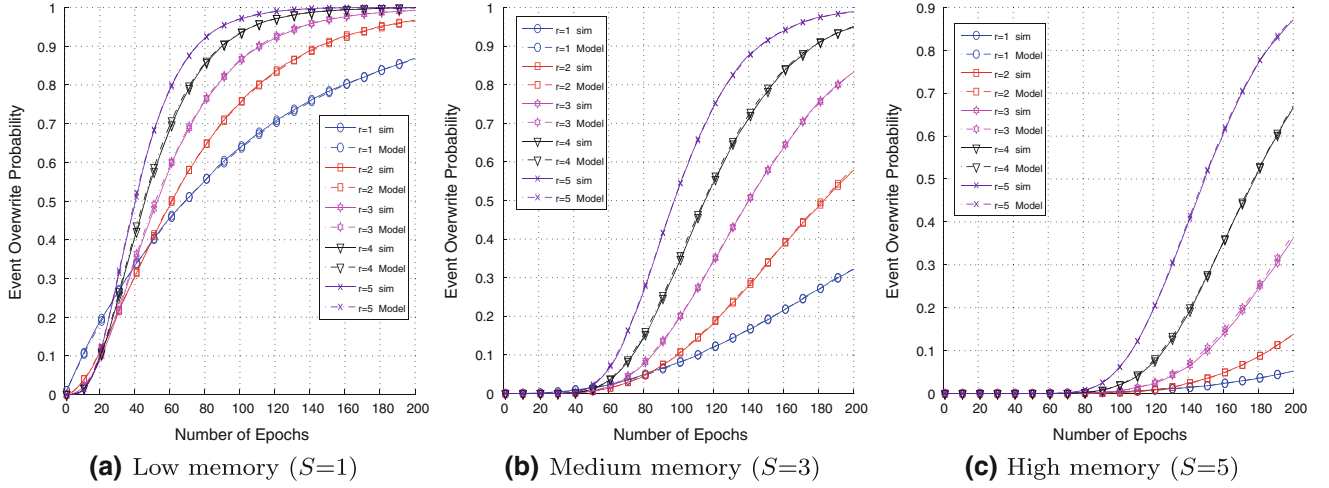 Event Overwrite Probability
1
0.9
0.8
0.7
0.6
0.5
0.4
0.3
0.2
0.1
0
r=1 sim
r=1 Model
r=2 sim
r=2 Model
r=3 sim
r=3 Model
r=4 sim
r=4 Model
r=5 sim
r=5 Model
0 20 40 60 80 100 120 140 160 180 200
Number of Epochs
(a) Low memory (S=1)
Event Overwrite Probability
1
0.9
0.8
0.7
0.6
0.5
0.4
0.3
0.2
0.1
0
r=1 sim
r=1 Model
r=2 sim
r=2 Model
r=3 sim
r=3 Model
r=4 sim
r=4 Model
r=5 sim
r=5 Model
0 20 40 60 80 100 120 140 160 180 200
Number of Epochs
(b) Medium memory (S=3)
Event Overwrite Probability
0.9
0.8
0.7
0.6
0.5
0.4
0.3
0.2
0.1
0
r=1 sim
r=1 Model
r=2 sim
r=2 Model
r=3 sim
r=3 Model
r=4 sim
r=4 Model
r=5 sim
r=5 Model
0 20 40 60 80 100 120 140 160 180 200
Number of Epochs
(c) High memory (S=5)